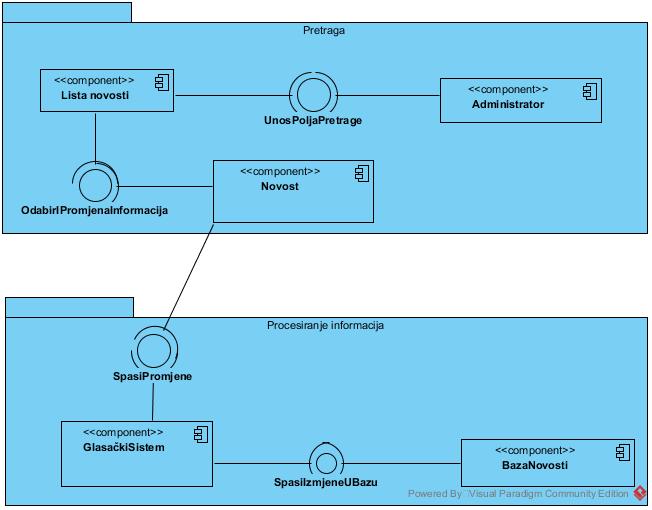 Pretraga
<<component>>
Lista novosti
<<component>>
Administrator
UnosPoljaPretrage
<<component>>
Novost
OdabirIPromjenaInformacija
Procesiranje informacija
SpasiPromjene
<<component>>
GlasačkiSistem
<<component>>
BazaNovosti
SpasiIzmjeneUBazu
Powered By Visual Paradigm Community Edition